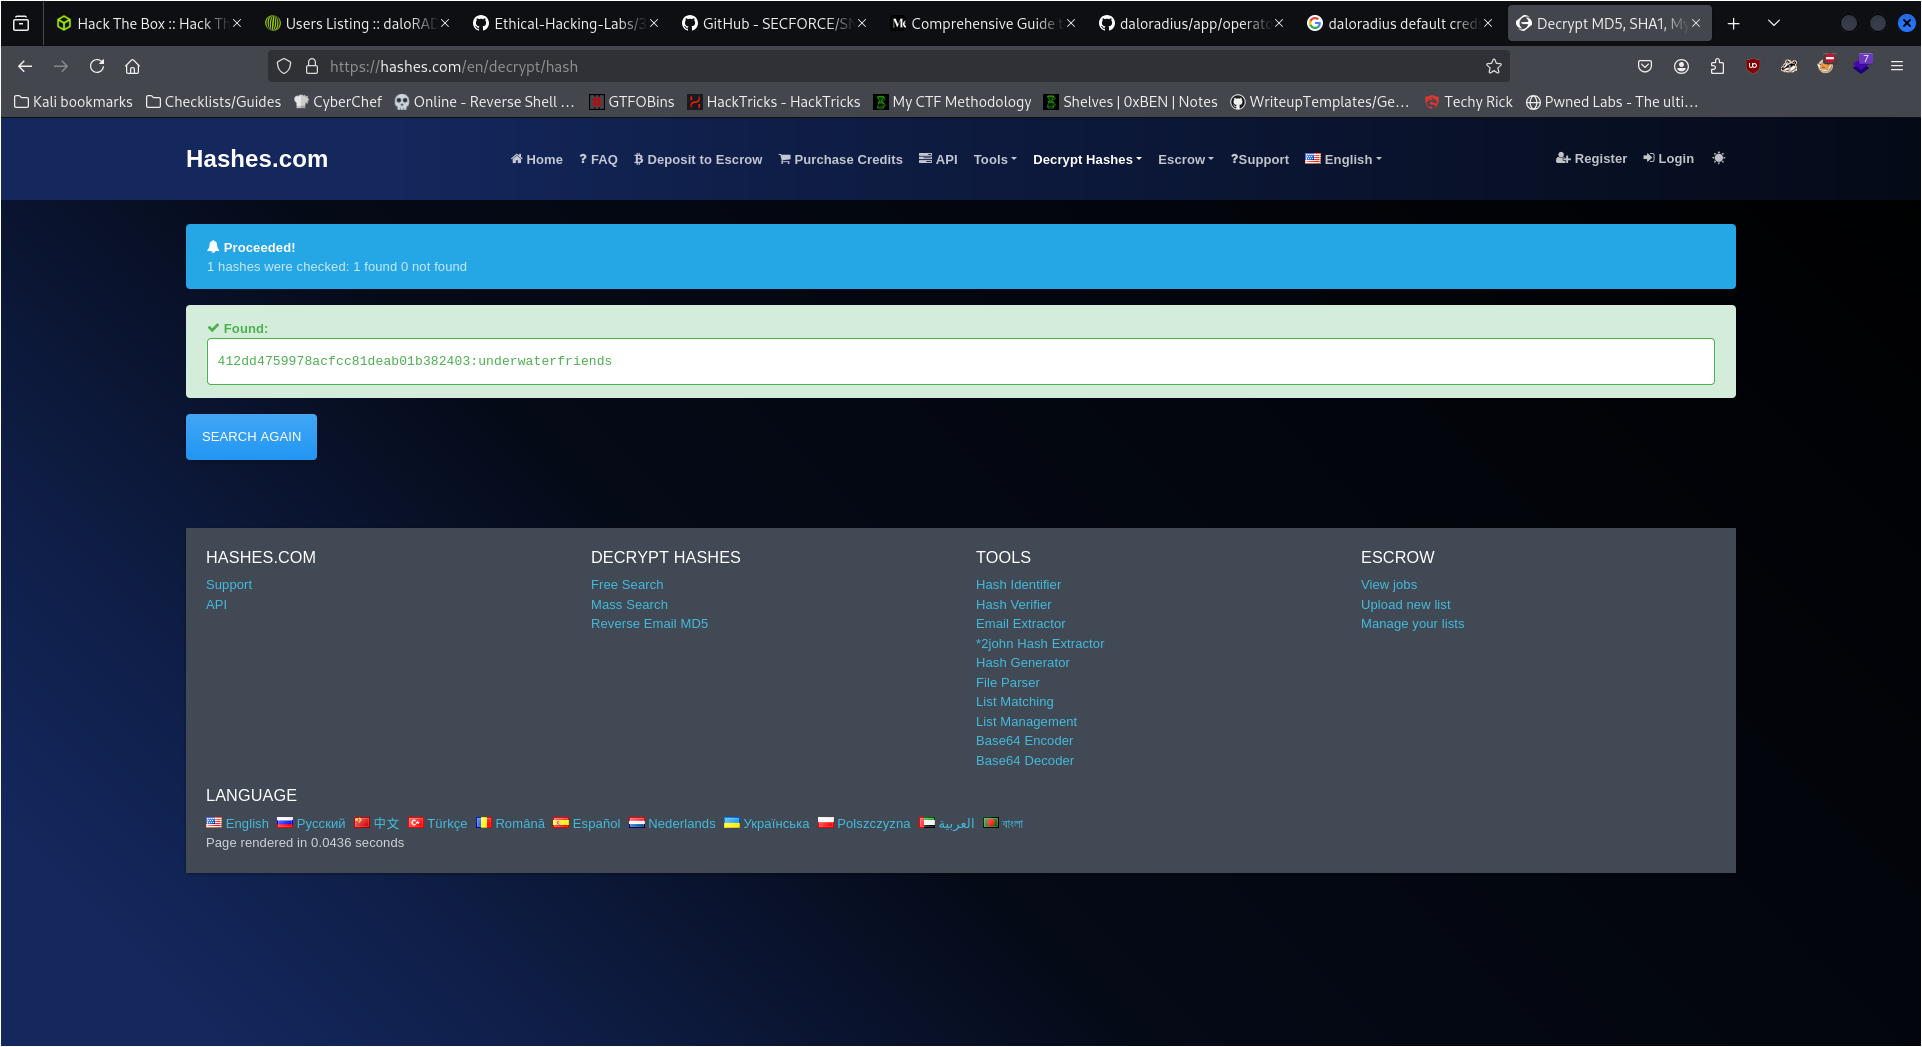 Hack The Box :: Hack Th
Users Listing :: daloRAD
Ethical-Hacking-Labs/3
GitHub - SECFORCE/SN
Comprehensive Guide t
daloradius/app/operato
daloradius default cred
Decrypt MD5, SHA1, My
https://hashes.com/en/decrypt/hash
7
Kali bookmarks
Checklists/Guides
CyberChef
Online - Reverse Shell …
GTFOBins
HackTricks - HackTricks
My CTF Methodology
Shelves | 0xBEN | Notes
WriteupTemplates/Ge…
Techy Rick
Pwned Labs - The ulti…
Hashes.com
Home
? FAQ
Deposit to Escrow
Purchase Credits
API
Tools
Decrypt Hashes
Escrow
?Support
English
Register
Login
Proceeded!
1 hashes were checked: 1 found 0 not found
Found:
412dd4759978acfcc81deab01b382403:underwaterfriends
SEARCH AGAIN
HASHES.COM
Support
API
DECRYPT HASHES
Free Search
Mass Search
Reverse Email MD5
TOOLS
Hash Identifier
Hash Verifier
Email Extractor
*2john Hash Extractor
Hash Generator
File Parser
List Matching
List Management
Base64 Encoder
Base64 Decoder
ESCROW
View jobs
Upload new list
Manage your lists
LANGUAGE
English Русский 中文 Türkçe Română Español Nederlands Українська Polszczyzna العربية বাংলা
Page rendered in 0.0436 seconds